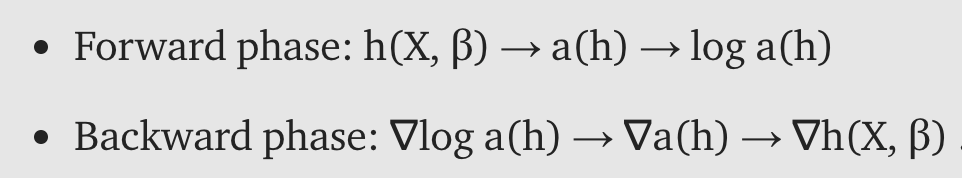 • Forward phase: h(X, β) → a(h) → log a(h)
• Backward phase: ∇log a(h) → ∇a(h) → ∇h(X, β) .